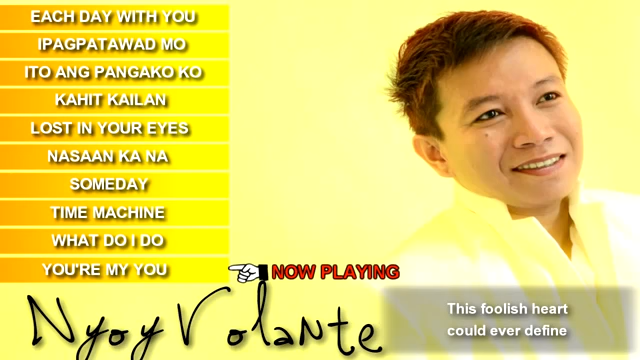 EACH DAY WITH YOU
IPAGPATAWAD MO
ITO ANG PANGAKO KO
KAHIT KAILAN
LOST IN YOUR EYES
NASAAN KA NA
SOMEDAY
TIME MACHINE
WHAT DO I DO
YOU'RE MY YOU
NOW PLAYING
Nyoy Volante
This foolish heart
could ever define